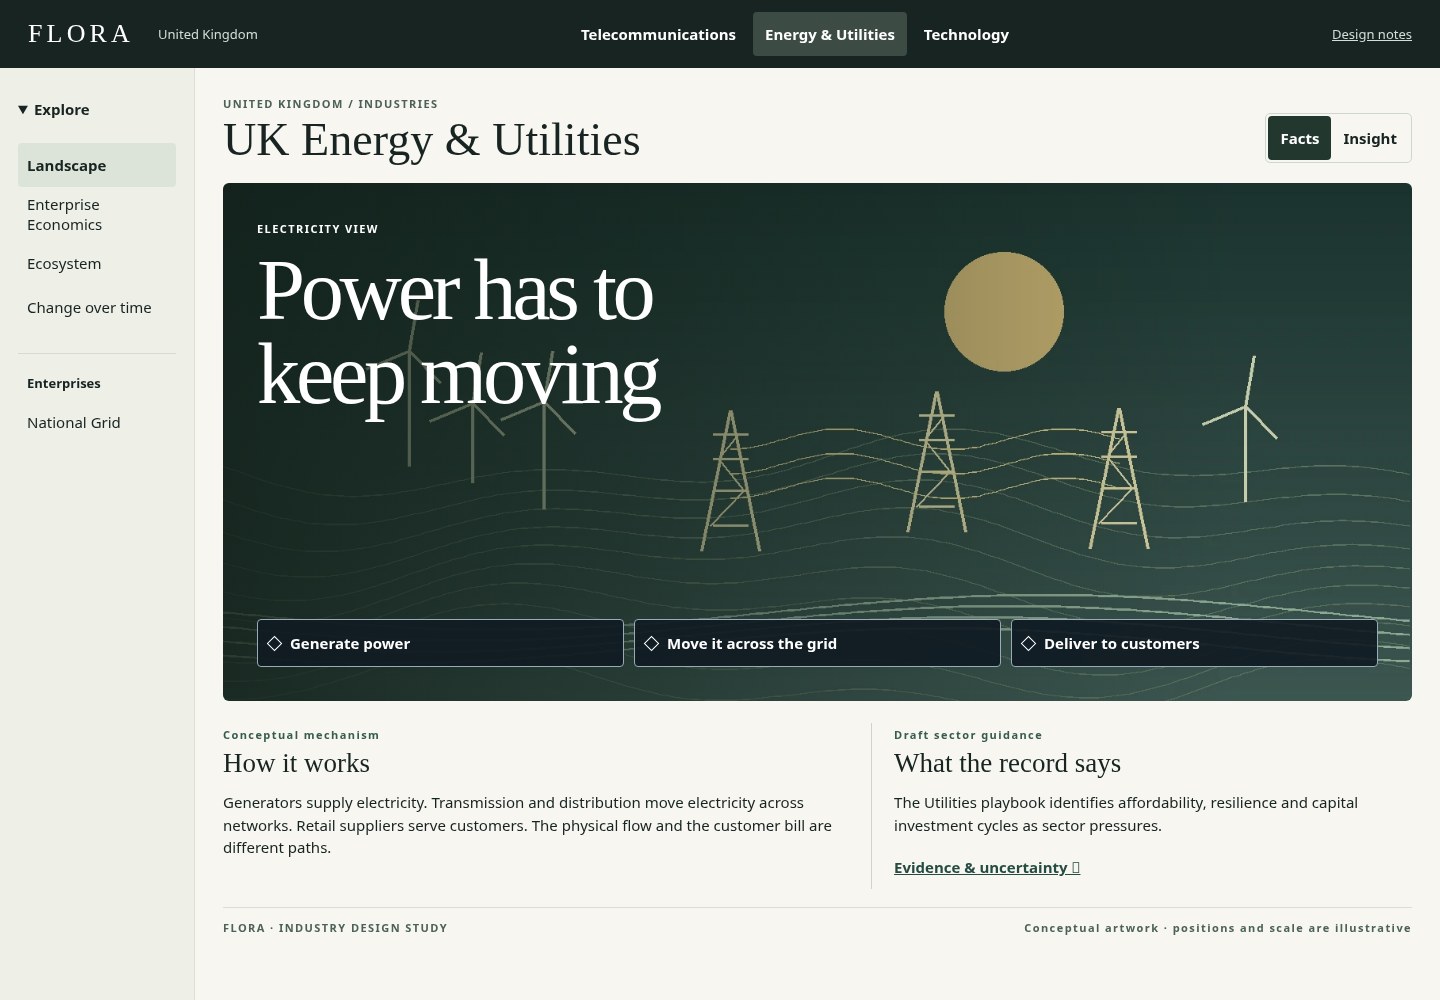 FLORA
United Kingdom
Telecommunications
Energy & Utilities
Technology
Design notes
▼ Explore
Landscape
Enterprise
Economics
Ecosystem
Change over time
Enterprises
National Grid
UNITED KINGDOM / INDUSTRIES
UK Energy & Utilities
Facts
Insight
ELECTRICITY VIEW
Power has to
keep moving
◇ Generate power
◇ Move it across the grid
◇ Deliver to customers
Conceptual mechanism
How it works
Generators supply electricity. Transmission and distribution move electricity across
networks. Retail suppliers serve customers. The physical flow and the customer bill are
different paths.
Draft sector guidance
What the record says
The Utilities playbook identifies affordability, resilience and capital
investment cycles as sector pressures.
Evidence & uncertainty
FLORA · INDUSTRY DESIGN STUDY
Conceptual artwork · positions and scale are illustrative